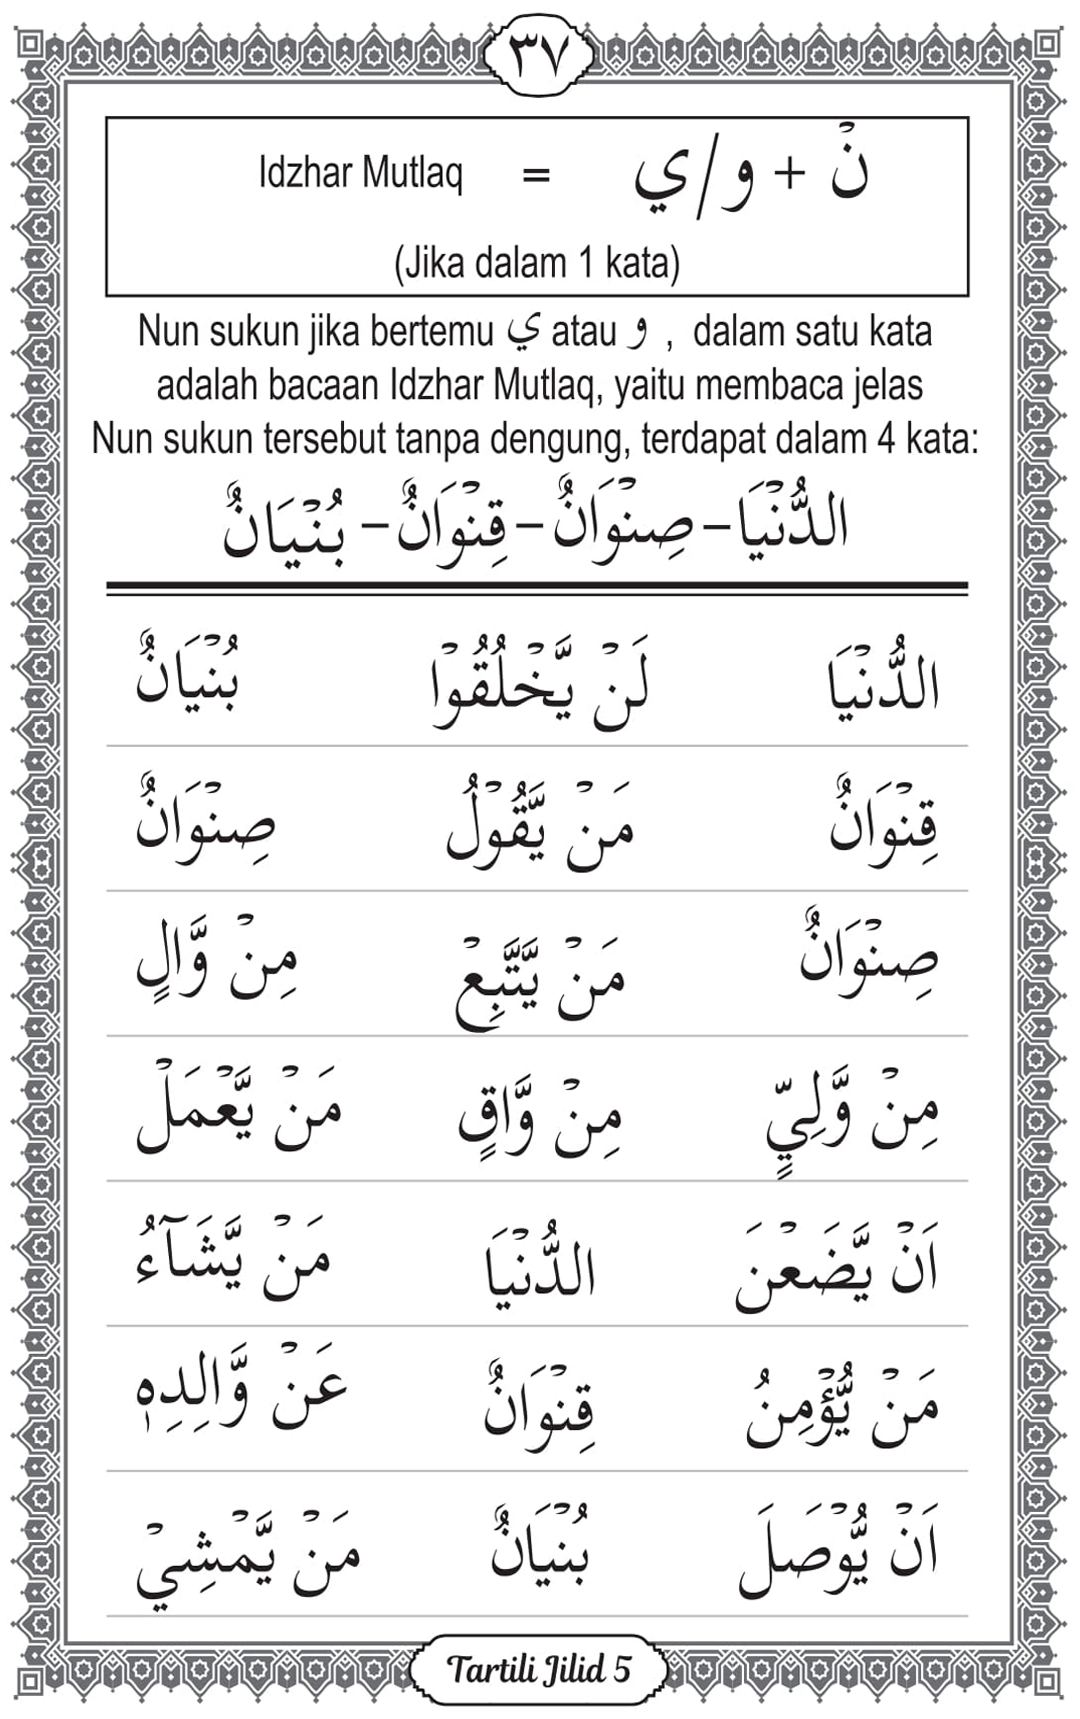 ٣٧
Idzhar Mutlaq = نْ + و/ي
(Jika dalam 1 kata)
Nun sukun jika bertemu ي atau و , dalam satu kata
adalah bacaan Idzhar Mutlaq, yaitu membaca jelas
Nun sukun tersebut tanpa dengung, terdapat dalam 4 kata:
الدُّنْيَا – صِنْوَانٌ – قِنْوَانٌ – بُنْيَانٌ
الدُّنْيَا لَنْ يَّخْلُقُوْا بُنْيَانٌ
قِنْوَانٌ مَنْ يَّقُوْلُ صِنْوَانٌ
صِنْوَانٌ مَنْ يَّتَّبِعْ مِنْ وَّالٍ
مِنْ وَّلِيٍّ مِنْ وَّاقٍ مَنْ يَّعْمَلْ
اَنْ يَّضَعْنَ الدُّنْيَا مَنْ يَّشَآءُ
مَنْ يُّؤْمِنُ قِنْوَانٌ عَنْ وَّالِدِهٖ
اَنْ يُّوْصَلَ بُنْيَانٌ مَنْ يَّمْشِيْ
Tartili Jilid 5